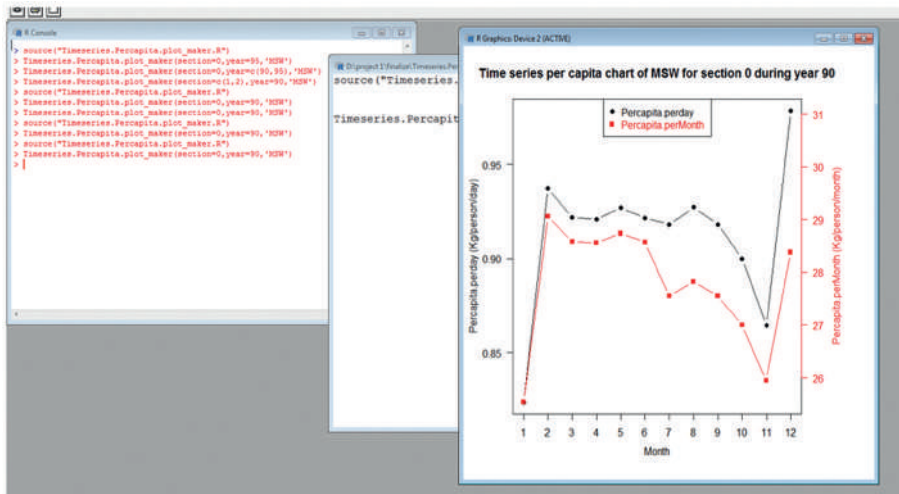 R Console
> source("Timeseries.Percapita.plot_maker.R")
> Timeseries.Percapita.plot_maker(section=0,year=95,'MSW')
> Timeseries.Percapita.plot_maker(section=0,year=c(90,95),'MSW')
> Timeseries.Percapita.plot_maker(section=c(1,2),year=90,'MSW')
> source("Timeseries.Percapita.plot_maker.R")
> Timeseries.Percapita.plot_maker(section=0,year=90,'MSW')
> Timeseries.Percapita.plot_maker(section=0,year=90,'MSW')
> source("Timeseries.Percapita.plot_maker.R")
> Timeseries.Percapita.plot_maker(section=0,year=90,'MSW')
> source("Timeseries.Percapita.plot_maker.R")
> Timeseries.Percapita.plot_maker(section=0,year=90,'MSW')
>
D:\project 1\finalize\Timeseries.Per
source("Timeseries.
Timeseries.Percapit
R Graphics: Device 2 (ACTIVE)
Time series per capita chart of MSW for section 0 during year 90
Percapita.perday
Percapita.perMonth
Percapita.perday (Kg/person/day)
0.95
0.90
0.85
31
30
29
28
27
26
Percapita.perMonth (Kg/person/month)
1 2 3 4 5 6 7 8 9 10 11 12
Month